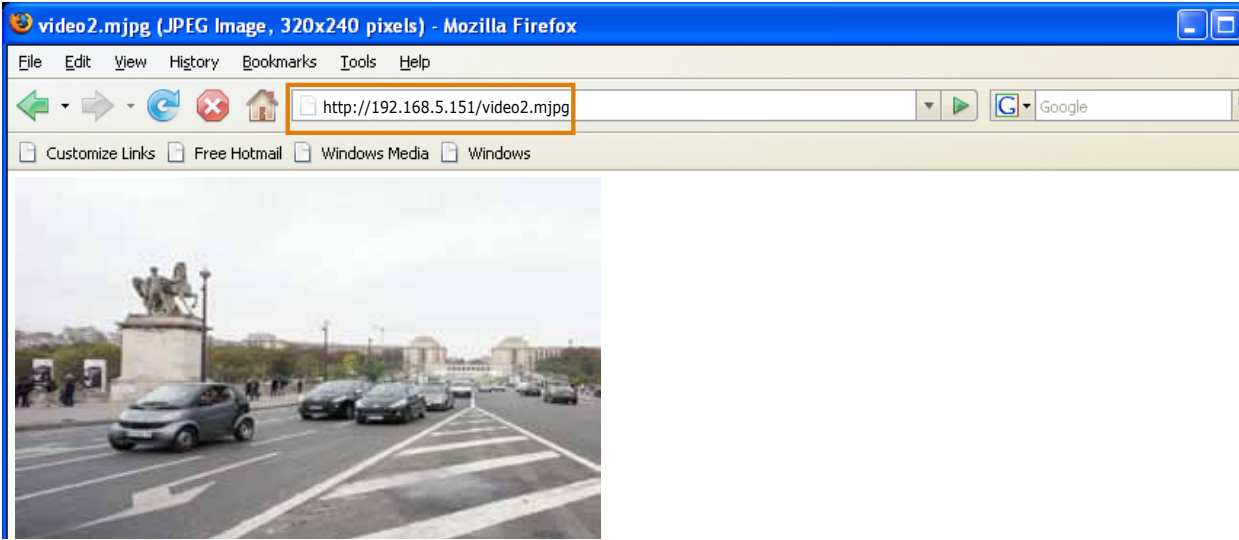 video2.mjpg (JPEG Image, 320x240 pixels) - Mozilla Firefox
File Edit View History Bookmarks Tools Help
http://192.168.5.151/video2.mjpg G Google
Customize Links Free Hotmail Windows Media Windows